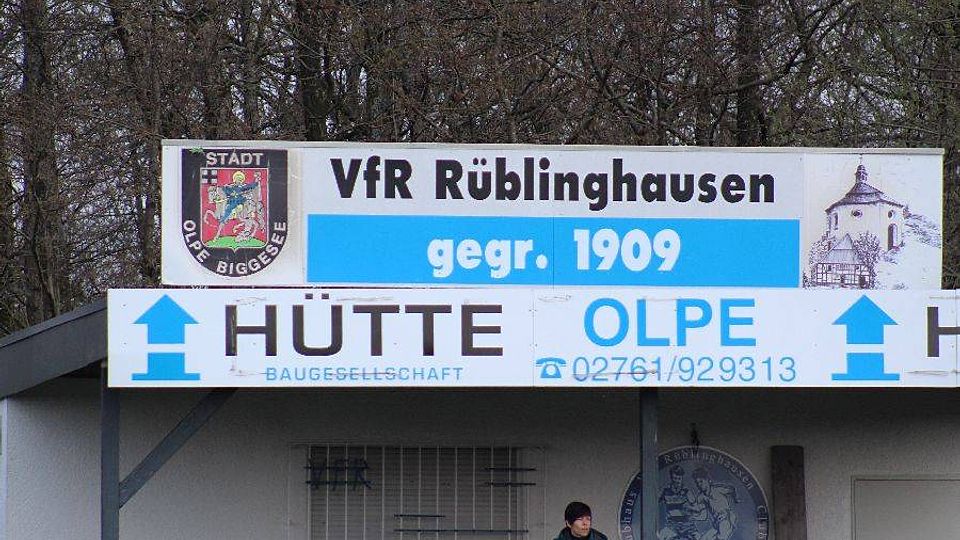 STADT
OLPE BIGGESEE
VfR Rüblinghausen
gegr. 1909
HÜTTE OLPE H
BAUGESELLSCHAFT ☎ 02761/929313
VFR
Rüblinghausen